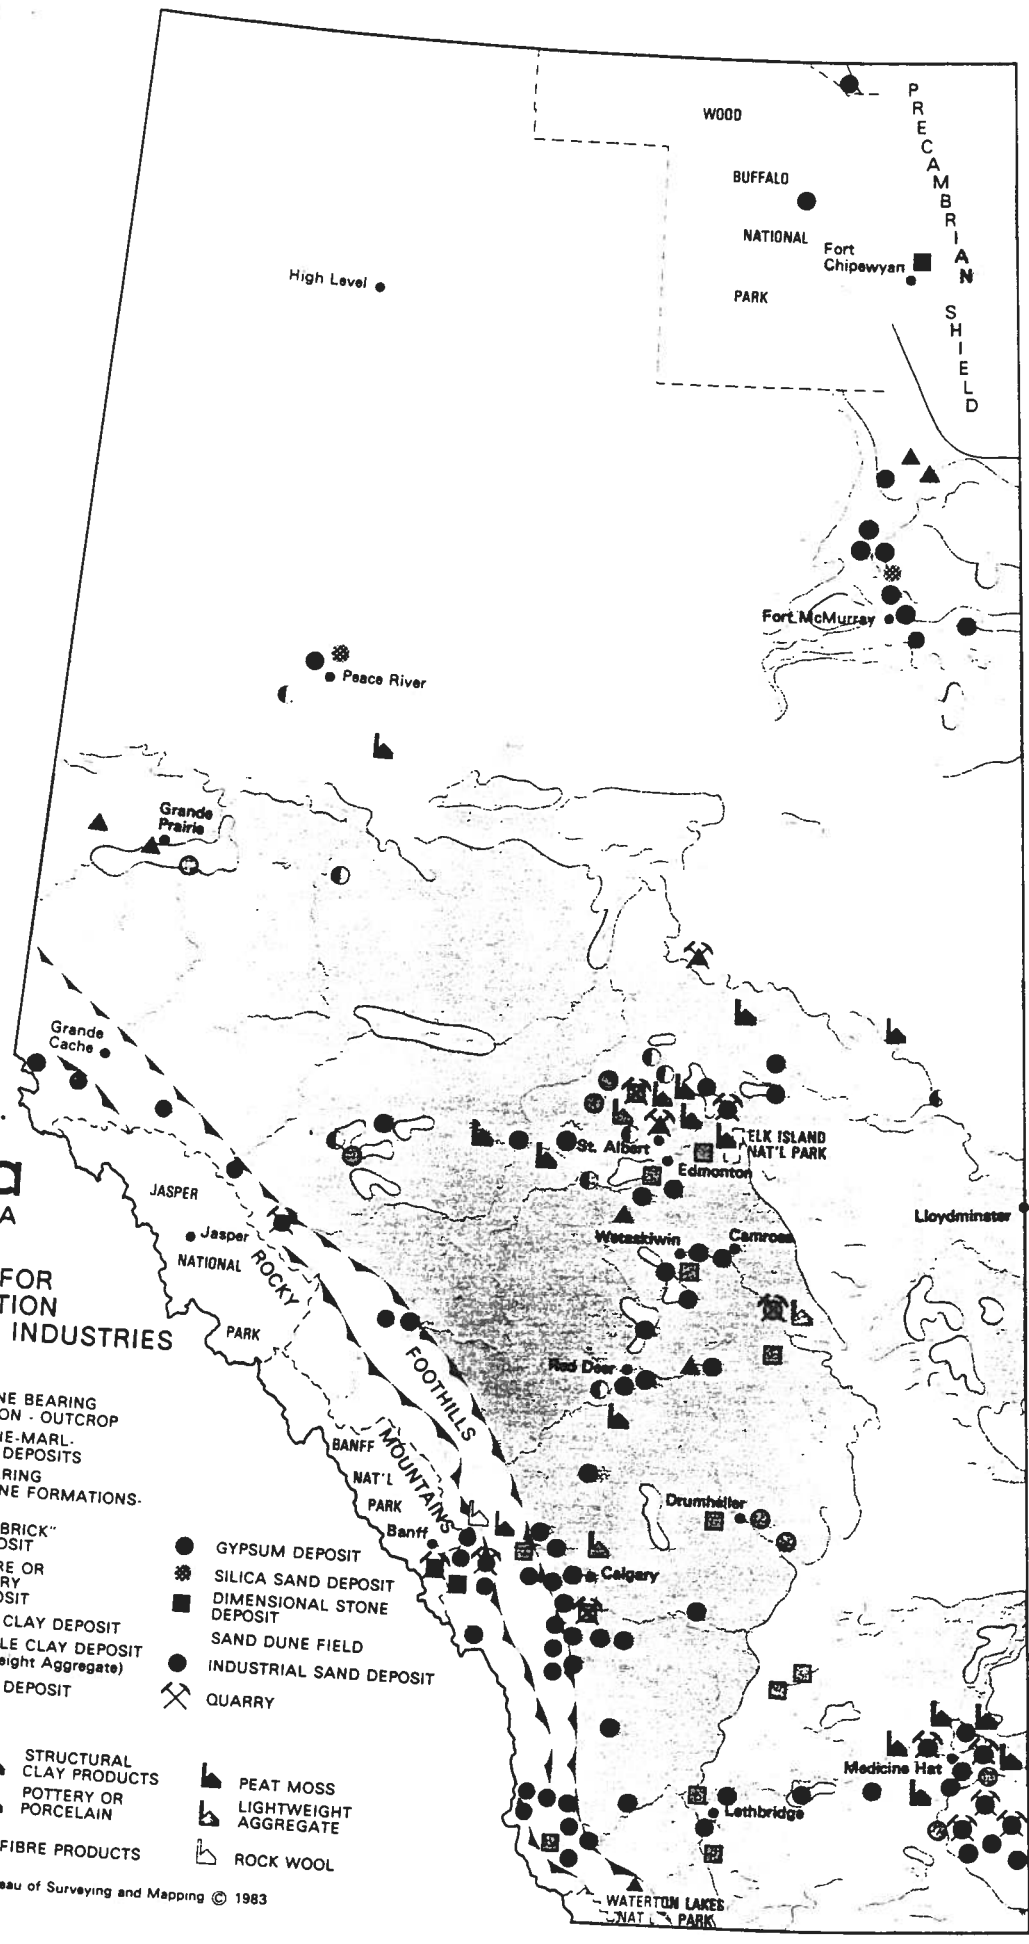 WOOD
BUFFALO
NATIONAL
PARK
PRECAMBRIAN SHIELD
Fort
Chipewyan
High Level
Fort McMurray
Peace River
Grande
Prairie
Grande
Cache
ELK ISLAND
NAT'L PARK
St. Albert
Edmonton
Lloydminster
JASPER
Jasper
NATIONAL
PARK
ROCKY
MOUNTAINS
FOOTHILLS
Wetaskiwin
Camrose
Red Deer
BANFF
NAT'L
PARK
Banff
Drumheller
Calgary
Medicine Hat
Lethbridge
WATERTON LAKES
NAT'L PARK
A
FOR
TION
INDUSTRIES
NE BEARING
ON - OUTCROP
NE-MARL-
DEPOSITS
RING
NE FORMATIONS-
BRICK"
OSIT
RE OR
RY
OSIT
CLAY DEPOSIT
LE CLAY DEPOSIT
eight Aggregate)
DEPOSIT
GYPSUM DEPOSIT
SILICA SAND DEPOSIT
DIMENSIONAL STONE
DEPOSIT
SAND DUNE FIELD
INDUSTRIAL SAND DEPOSIT
QUARRY
STRUCTURAL
CLAY PRODUCTS
POTTERY OR
PORCELAIN
FIBRE PRODUCTS
PEAT MOSS
LIGHTWEIGHT
AGGREGATE
ROCK WOOL
eau of Surveying and Mapping © 1983